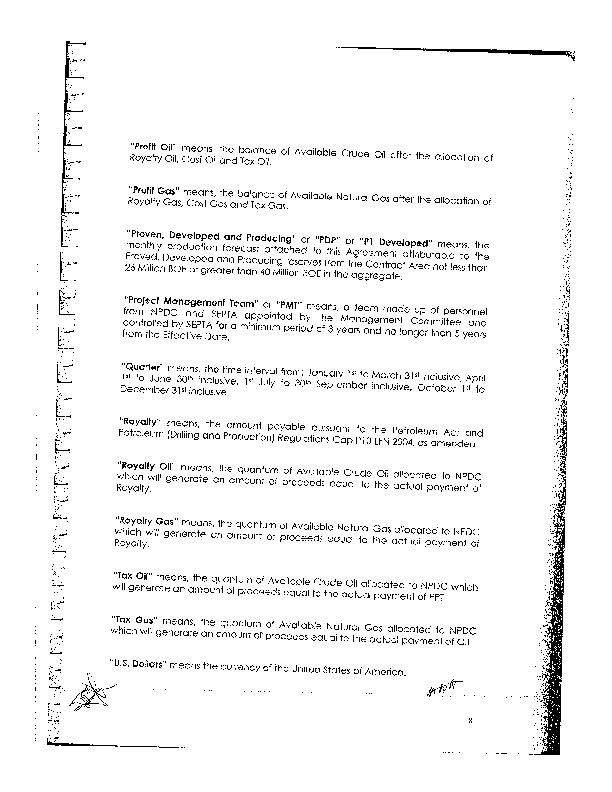 "Profit Oil" means, the balance of Available Crude Oil after the allocation of
Royalty Oil, Cost Oil and Tax Oil.
"Profit Gas" means, the balance of Available Natural Gas after the allocation of
Royalty Gas, Cost Gas and Tax Gas.
"Proven, Developed and Producing" or "PDP" or "P1 Developed" means, the
monthly production forecast attached to this Agreement attributable to the
Proved, Developed and Producing reserves from the Contract Area not less than
Million BOE or greater than 40 Million BOE in the aggregate.
"Project Management Team" or "PMT" means, a team made up of personnel
from NPDC and SEPTA appointed by the Management Committee and
controlled by SEPTA for a minimum period of 3 years and no longer than 5 years
from the Effective Date.
"Quarter" means, the time interval from: January 1st to March 31st inclusive, April
1st to June 30th inclusive, 1st July to 30th September inclusive, October 1st to
December 31st inclusive
"Royalty" means, the amount payable pursuant to the Petroleum Act and
Petroleum (Drilling and Production) Regulations Cap P10 LFN 2004, as amended
"Royalty Oil" means, the quantum of Available Crude Oil allocated to NPDC
which will generate an amount of proceeds equal to the actual payment of
Royalty.
"Royalty Gas" means, the quantum of Available Natural Gas allocated to NPDC
which will generate an amount of proceeds equal to the actual payment of
Royalty.
"Tax Oil" means, the quantum of Available Crude Oil allocated to NPDC which
will generate an amount of proceeds equal to the actual payment of PPT
"Tax Gas" means, the quantum of Available Natural Gas allocated to NPDC
which will generate an amount of proceeds equal to the actual payment of CIT
"U.S. Dollars" means the currency of the United States of America.
8